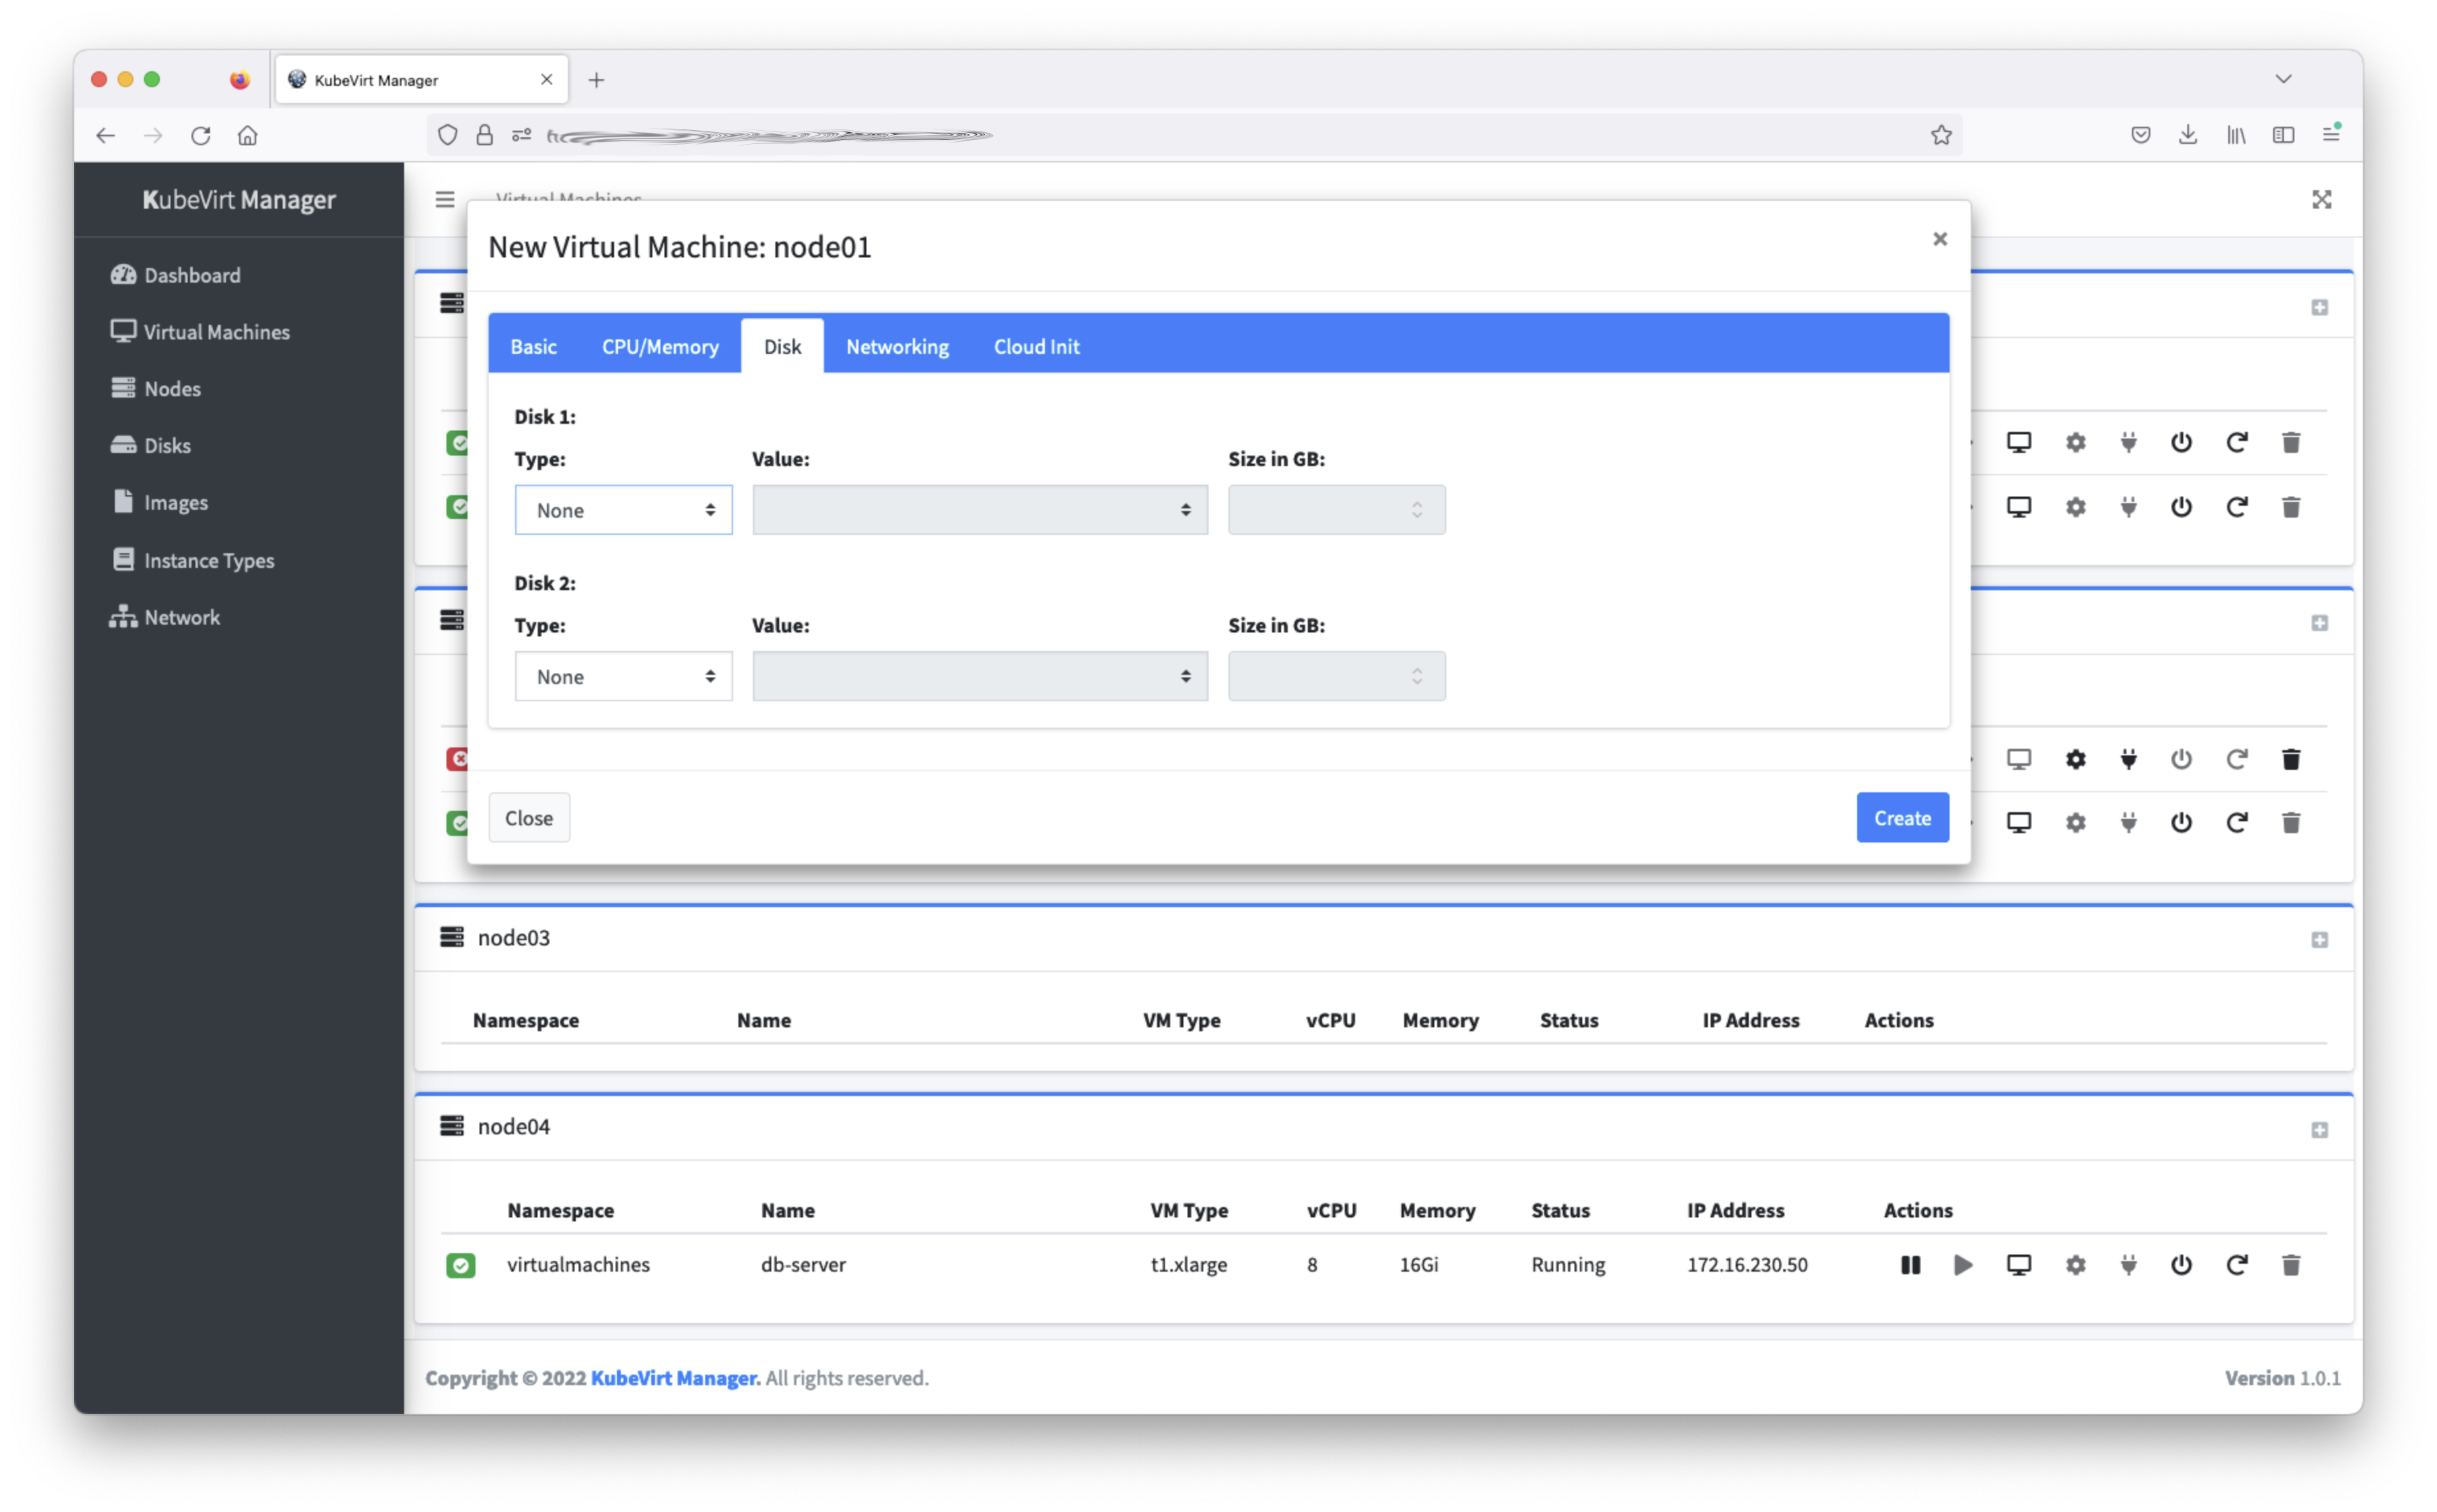 KubeVirt Manager
KubeVirt Manager
Virtual Machines
Dashboard
Virtual Machines
Nodes
Disks
Images
Instance Types
Network
New Virtual Machine: node01
Basic CPU/Memory Disk Networking Cloud Init
Disk 1:
Type: Value: Size in GB:
None
Disk 2:
Type: Value: Size in GB:
None
Close Create
node03
Namespace Name VM Type vCPU Memory Status IP Address Actions
node04
Namespace Name VM Type vCPU Memory Status IP Address Actions
virtualmachines db-server t1.xlarge 8 16Gi Running 172.16.230.50
Copyright © 2022 KubeVirt Manager. All rights reserved. Version 1.0.1